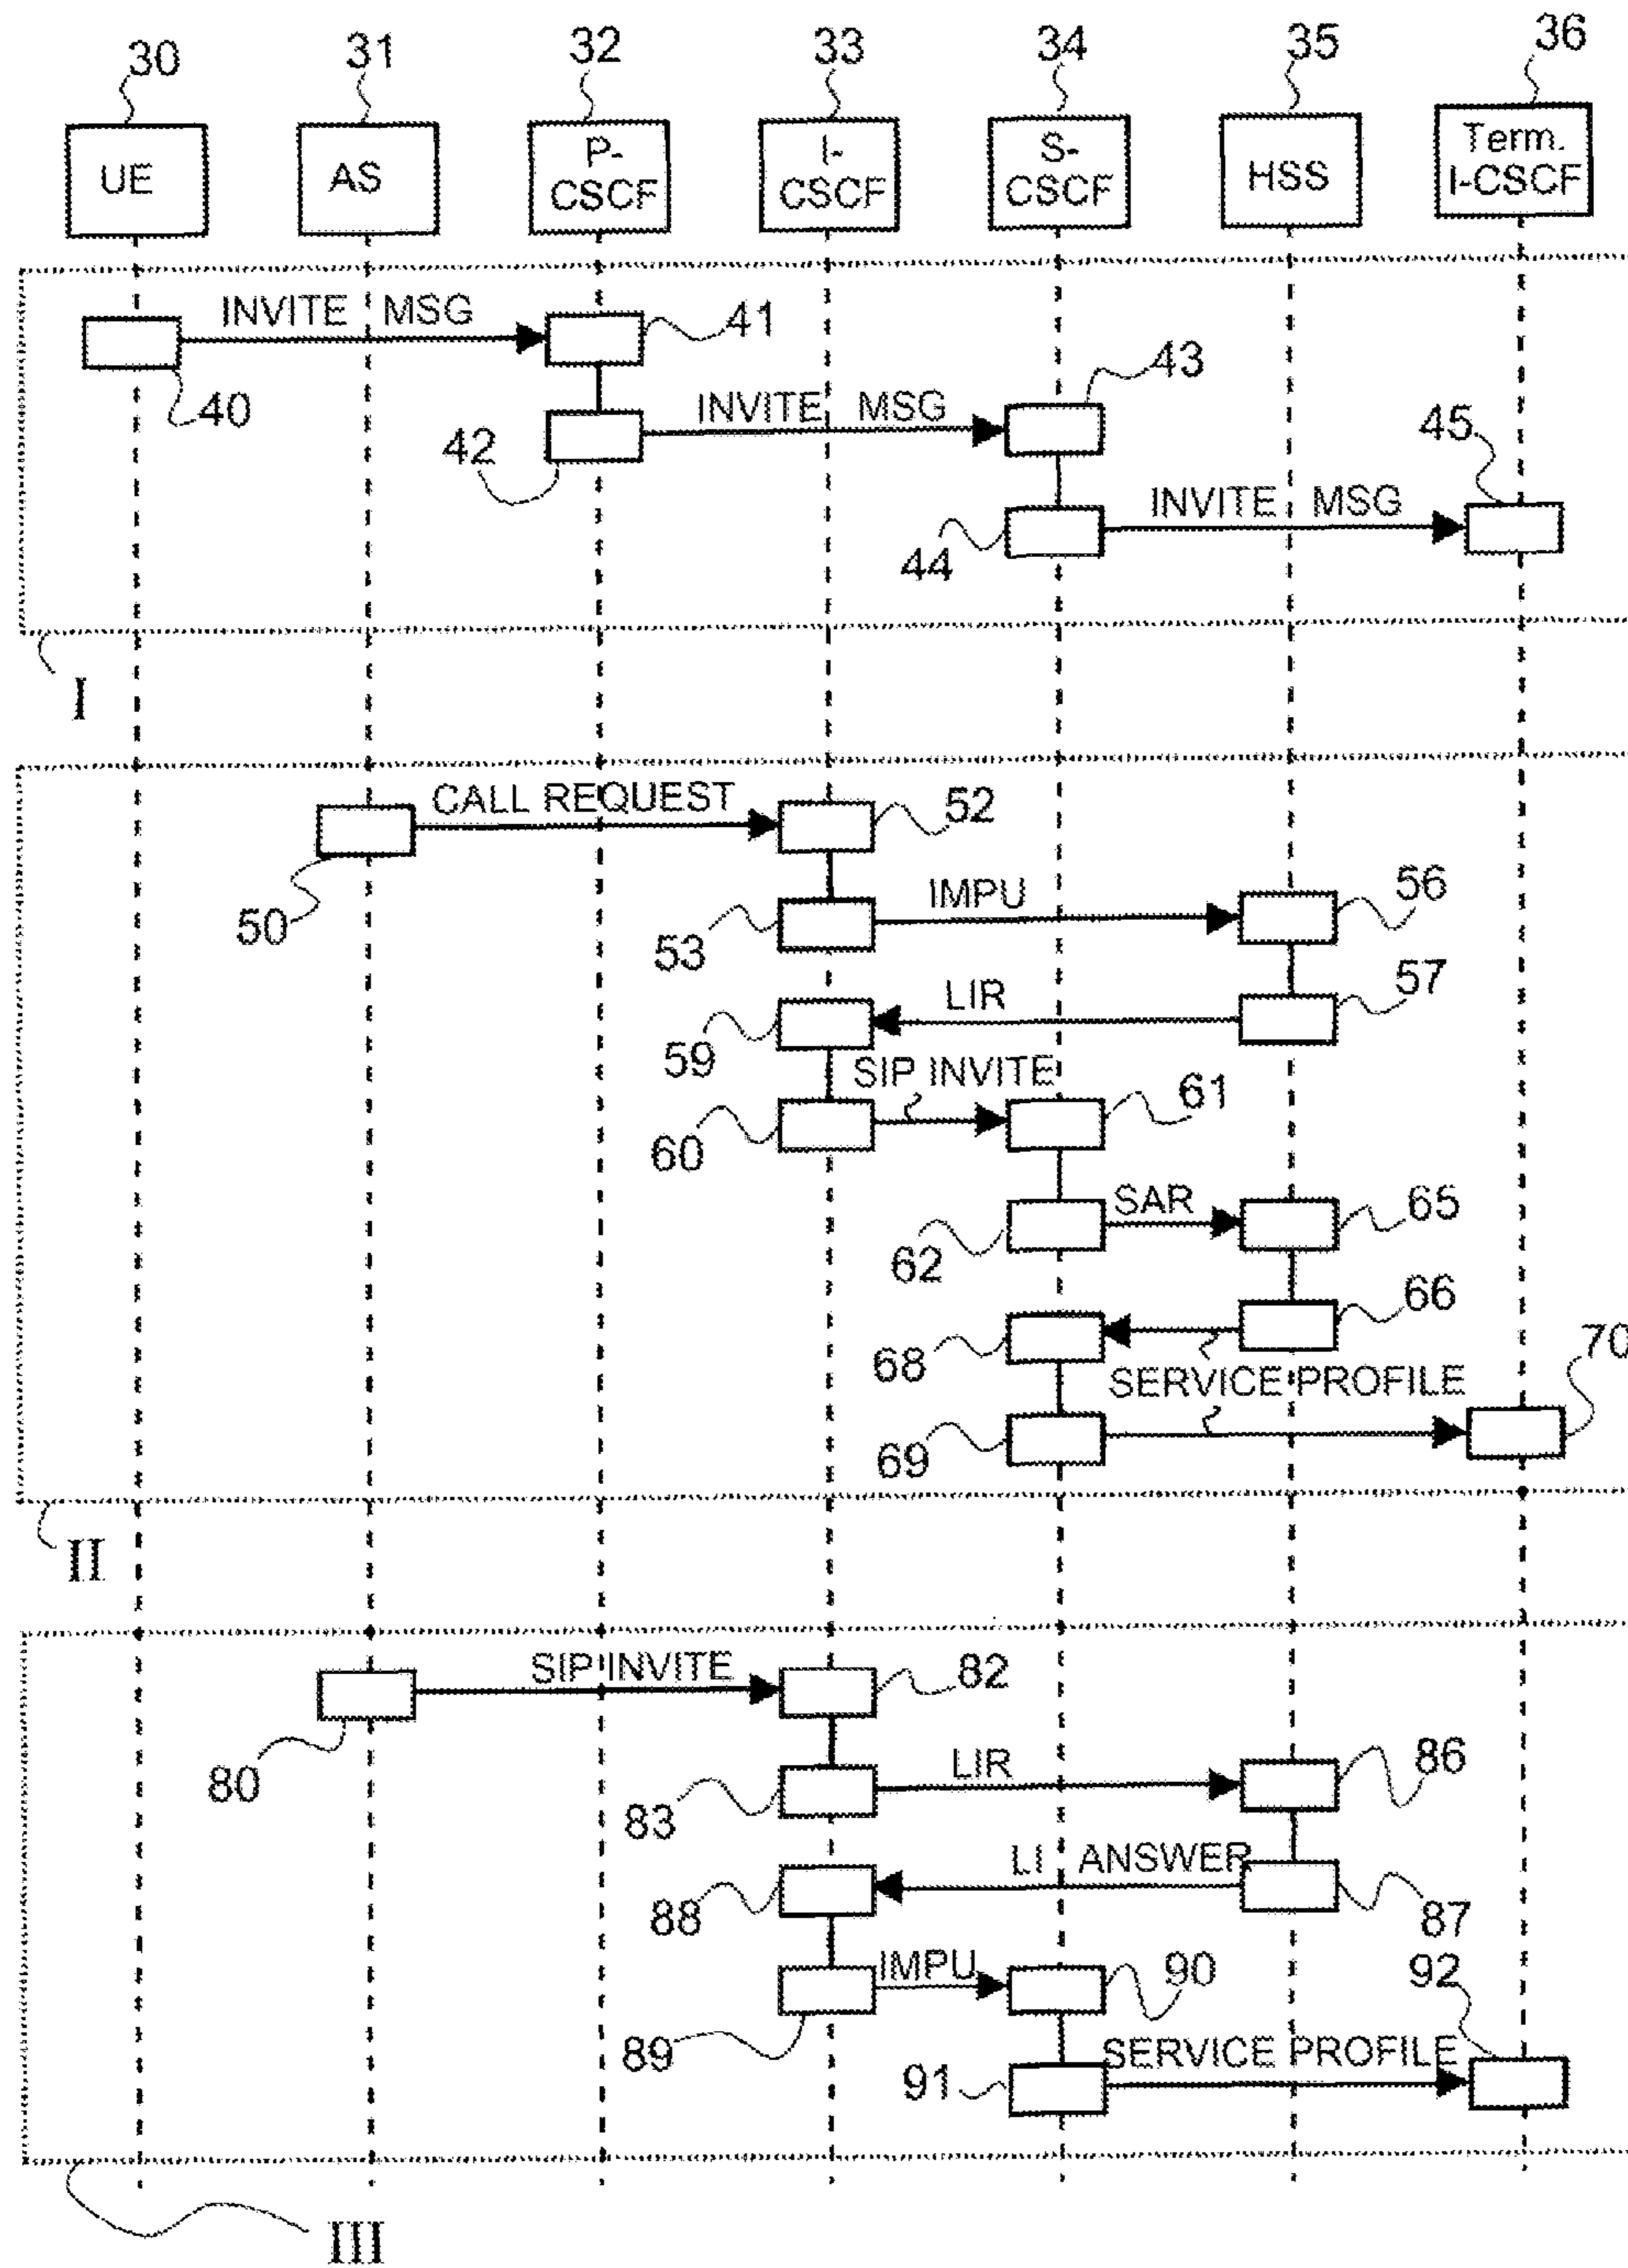 30 31 32 33 34 35 36
UE AS P- I- S- HSS Term.
CSCF CSCF CSCF I-CSCF
INVITE MSG 41
40 43
INVITE MSG
42 45
INVITE MSG
44
I
CALL REQUEST 52
50 IMPU 56
53
LIR 57
59
SIP INVITE 61
60
SAR 65
62
66
68 70
SERVICE PROFILE
69
II
SIP INVITE 82
80 LIR 86
83
LI ANSWER
88 87
IMPU 90 92
89
SERVICE PROFILE
91
III